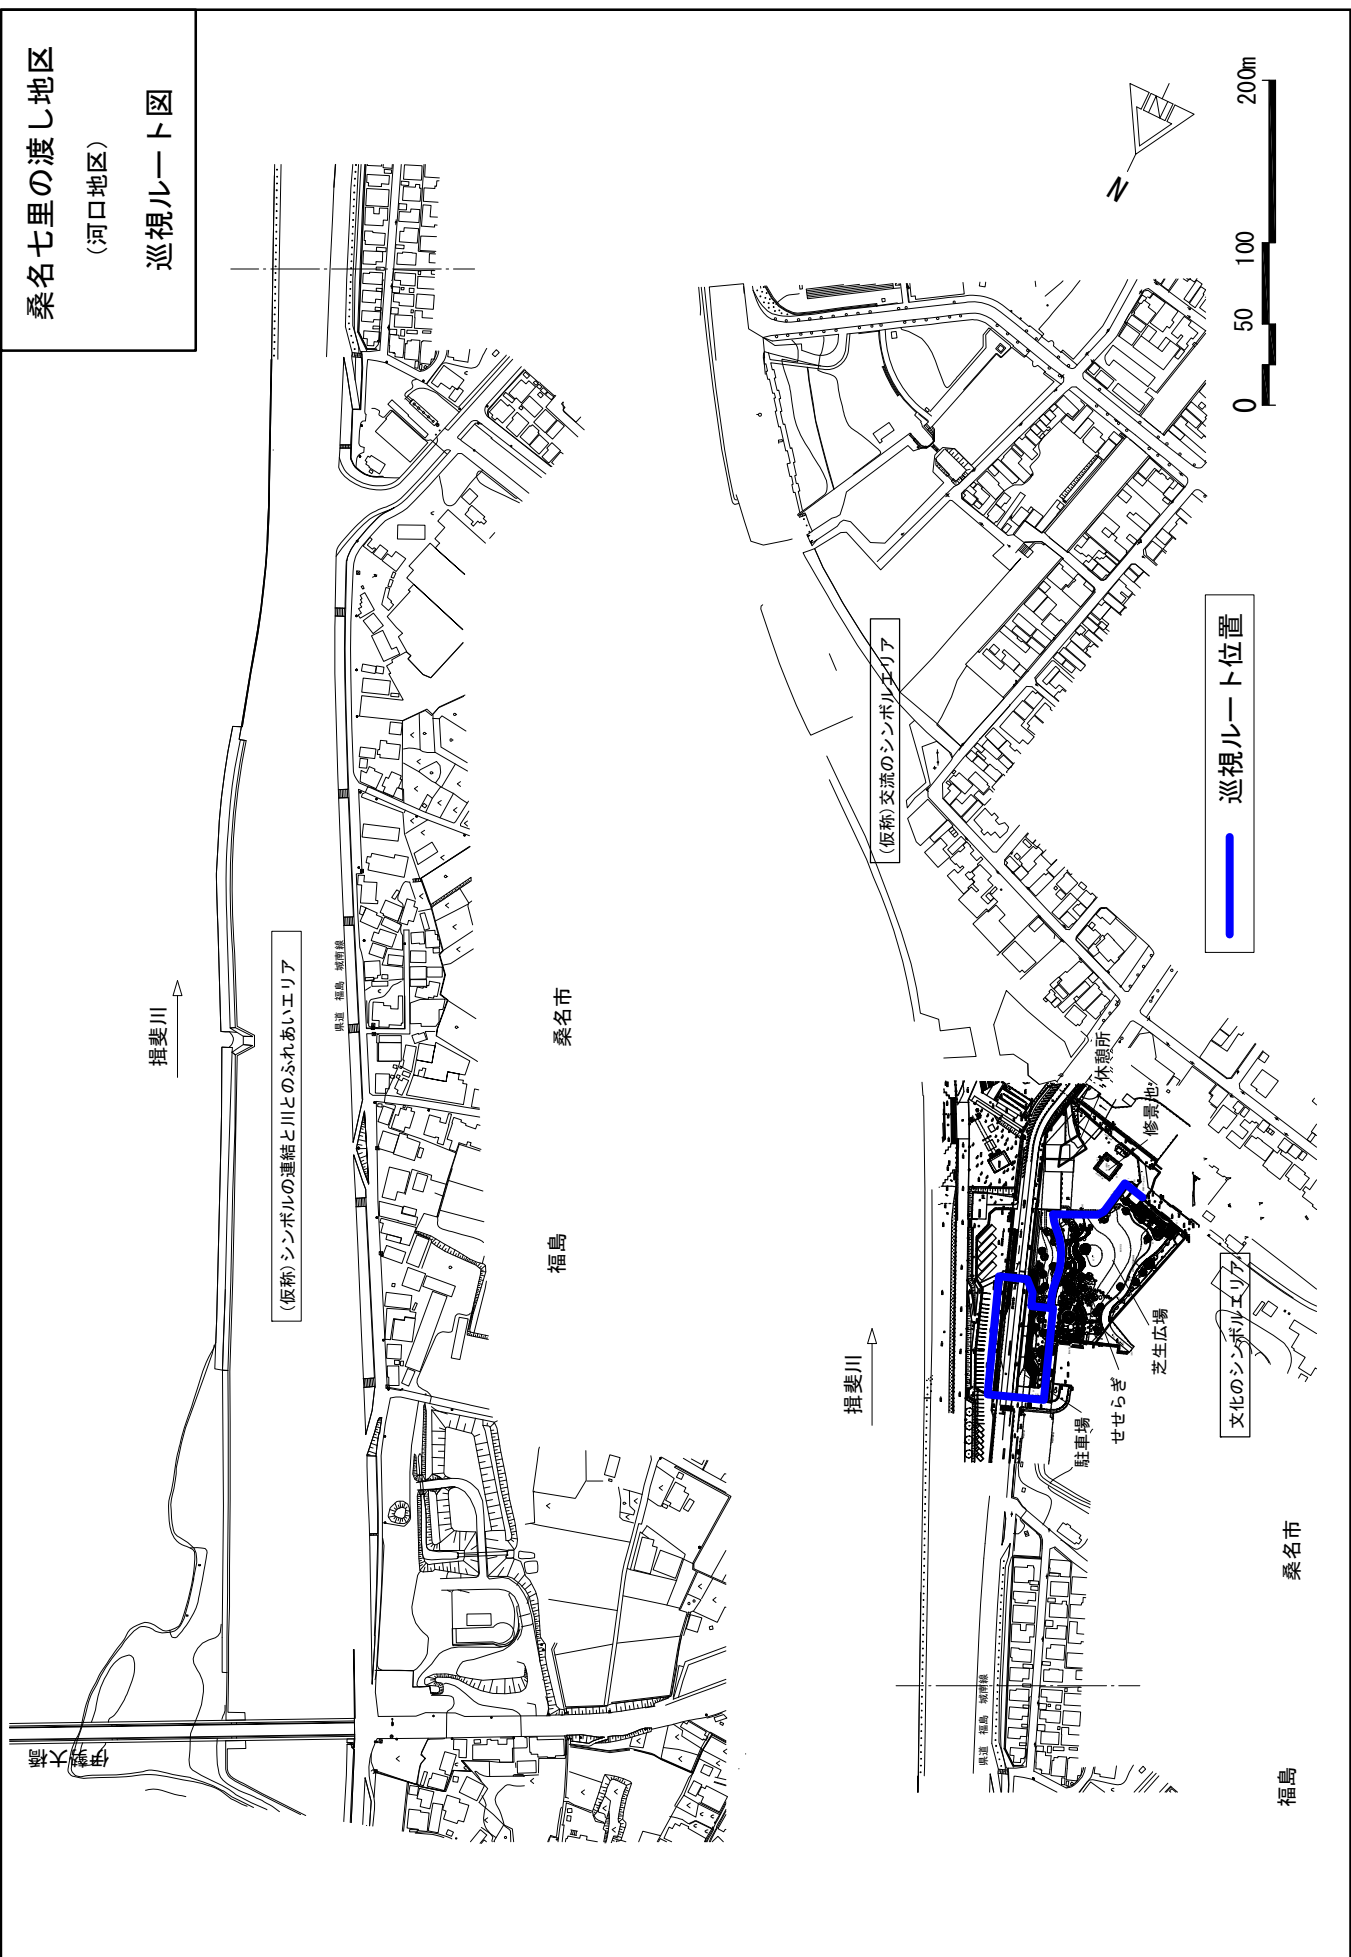 桑名七里の渡し地区
（河口地区）
巡視ルート図
伊勢大橋
揖斐川
（仮称）シンボルの連結と川とのふれあいエリア
県道 福島 城南線
桑名市
福島
N
0 50 100 200m
（仮称）交流のシンボルエリア
巡視ルート位置
揖斐川
休憩所
修景池
芝生広場
せせらぎ
駐車場
文化のシンボルエリア
県道 福島 城南線
桑名市
福島